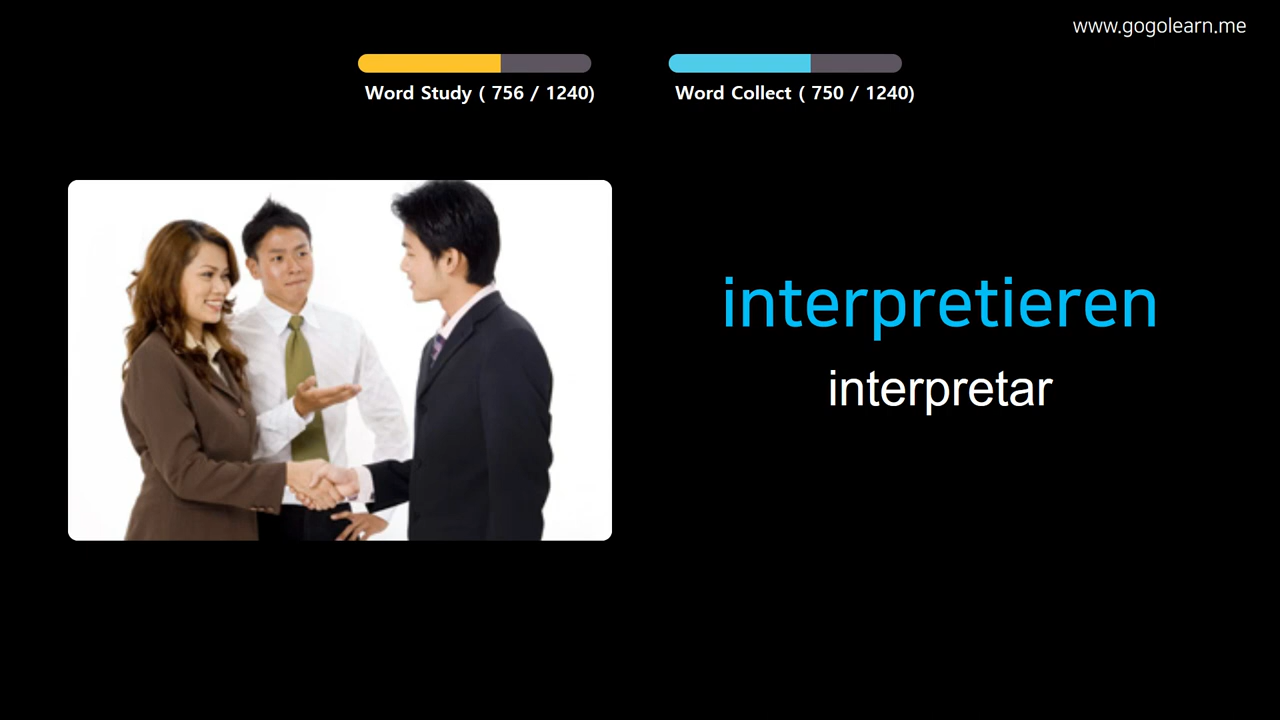 www.gogolearn.me
Word Study ( 756 / 1240)
Word Collect ( 750 / 1240)
interpretieren
interpretar